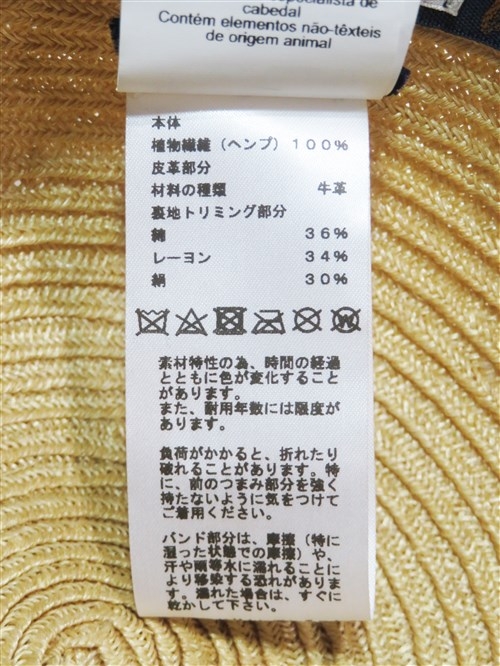 especialista de
cabedal
Contém elementos não-têxteis
de origem animal
本体
植物繊維（ヘンプ）１００％
皮革部分
材料の種類 牛革
裏地トリミング部分
綿 ３６％
レーヨン ３４％
絹 ３０％
素材特性の為、時間の経過
とともに色が変化すること
があります。
また、耐用年数には限度が
あります。
負荷がかかると、折れたり
破れることがあります。特
に、前のつまみ部分を強く
持たないように気をつけて
ご着用ください。
バンド部分は、摩擦（特に
湿った状態での摩擦）や、
汗や雨等水に濡れることに
より移染する恐れがありま
す。濡れた場合は、すぐに
乾かして下さい。